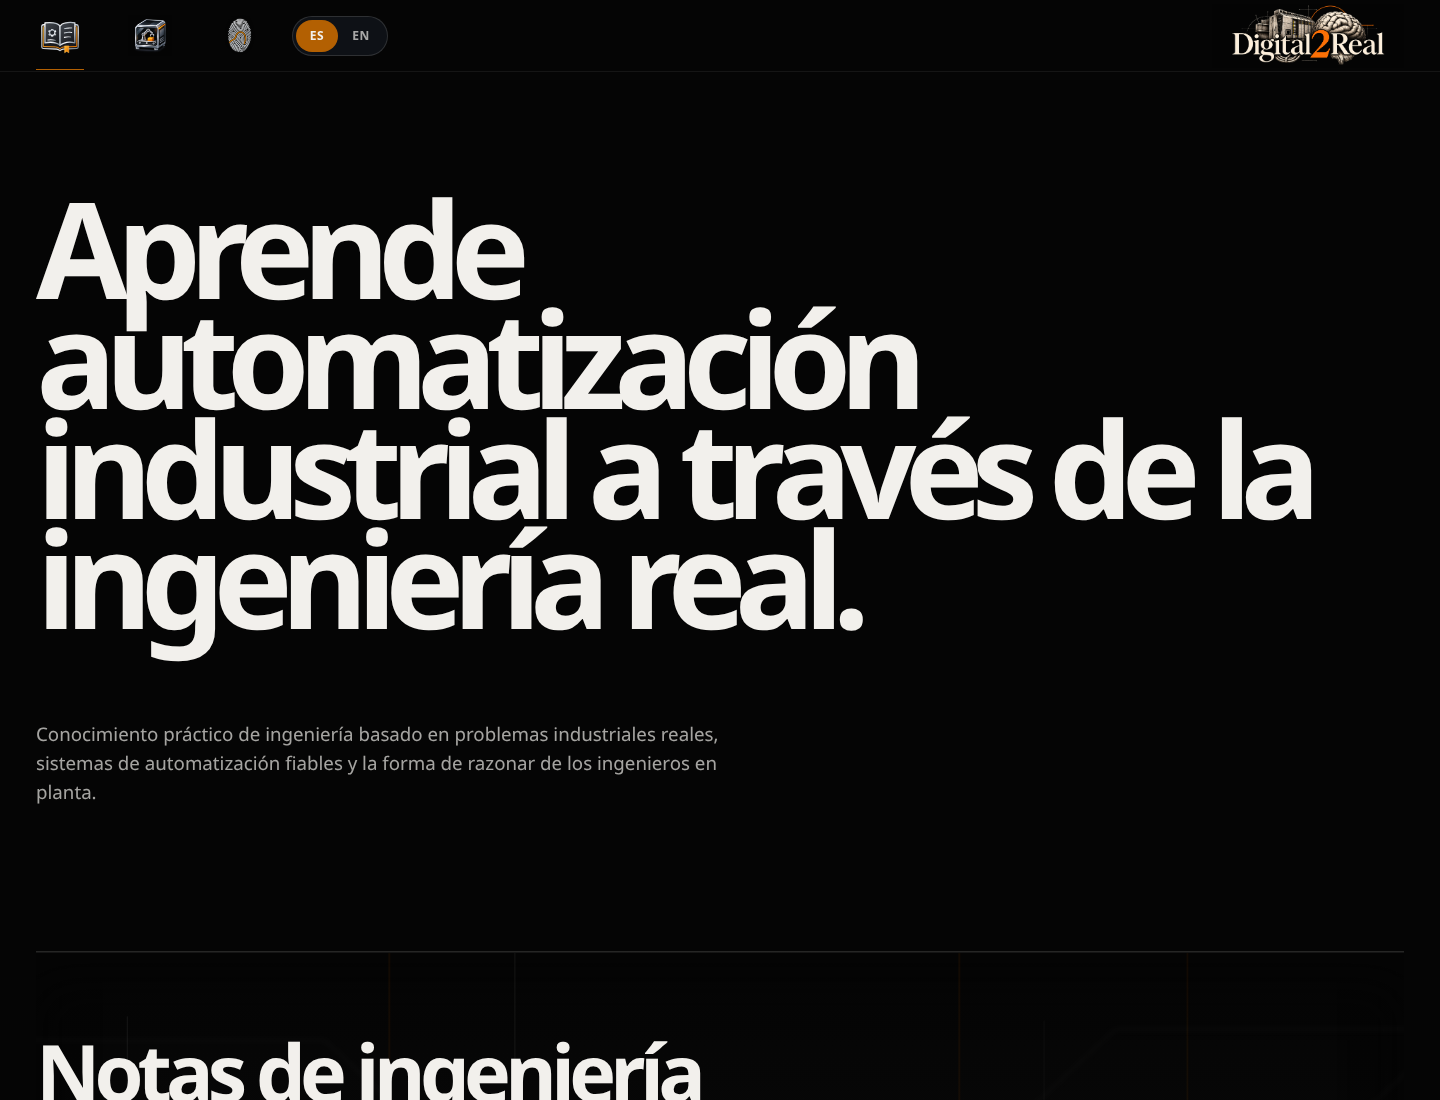 ES EN
Digital2Real
Aprende
automatización
industrial a través de la
ingeniería real.
Conocimiento práctico de ingeniería basado en problemas industriales reales,
sistemas de automatización fiables y la forma de razonar de los ingenieros en
planta.
Notas de ingeniería